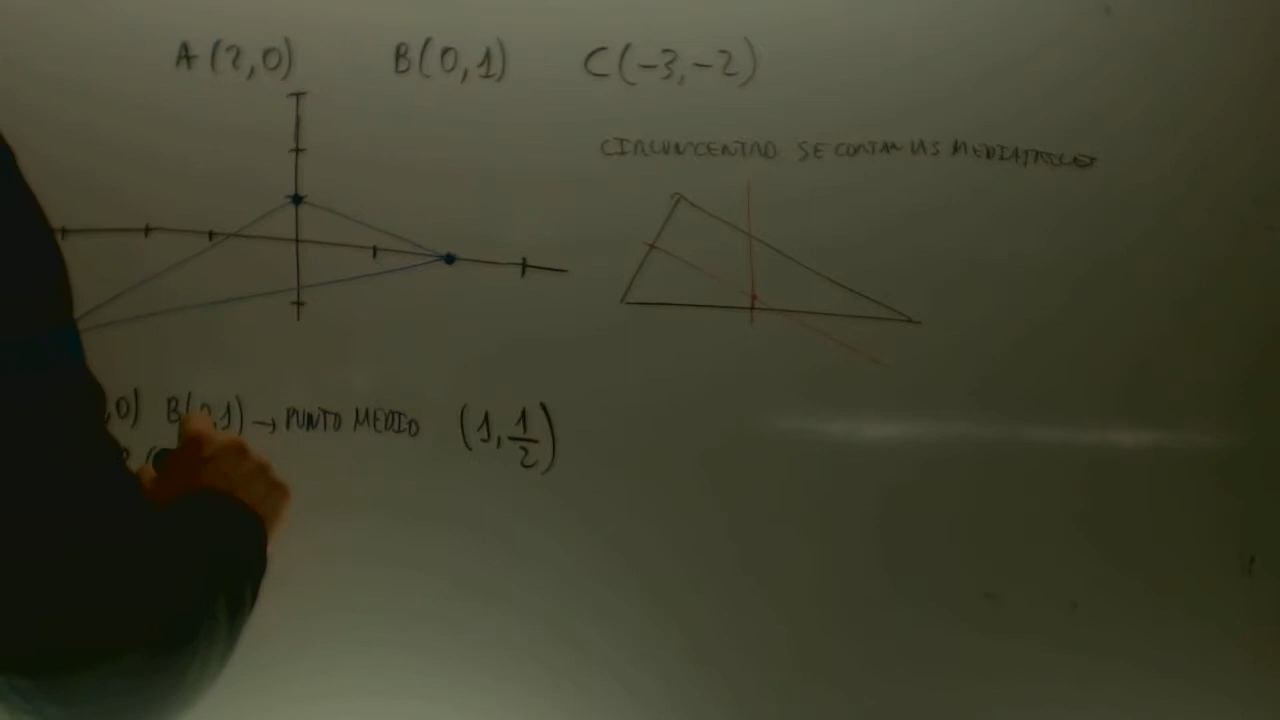 A (2,0) B(0,1) C(-3,-2)
CIRCUNCENTRO SE CORTAN LAS MEDIATRICES
,0) B(0,1) → PUNTO MEDIO (1, 1/2)